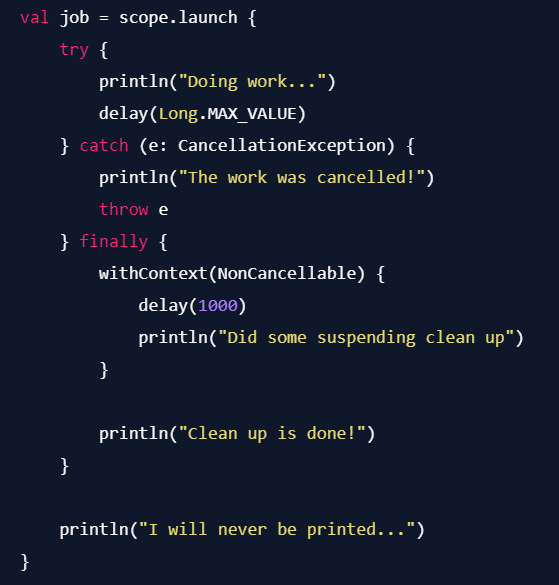 val job = scope.launch {
    try {
        println("Doing work...")
        delay(Long.MAX_VALUE)
    } catch (e: CancellationException) {
        println("The work was cancelled!")
        throw e
    } finally {
        withContext(NonCancellable) {
            delay(1000)
            println("Did some suspending clean up")
        }

        println("Clean up is done!")
    }

    println("I will never be printed...")
}